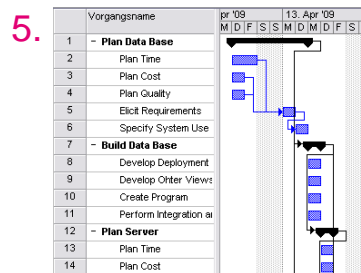 5.
Vorgangsname
pr '09
13. Apr '09
M D F S S M D M D F
1 - Plan Data Base
2 Plan Time
3 Plan Cost
4 Plan Quality
5 Elicit Requirements
6 Specify System Use
7 - Build Data Base
8 Develop Deployment
9 Develop Ohter Views
10 Create Program
11 Perform Integration
12 - Plan Server
13 Plan Time
14 Plan Cost